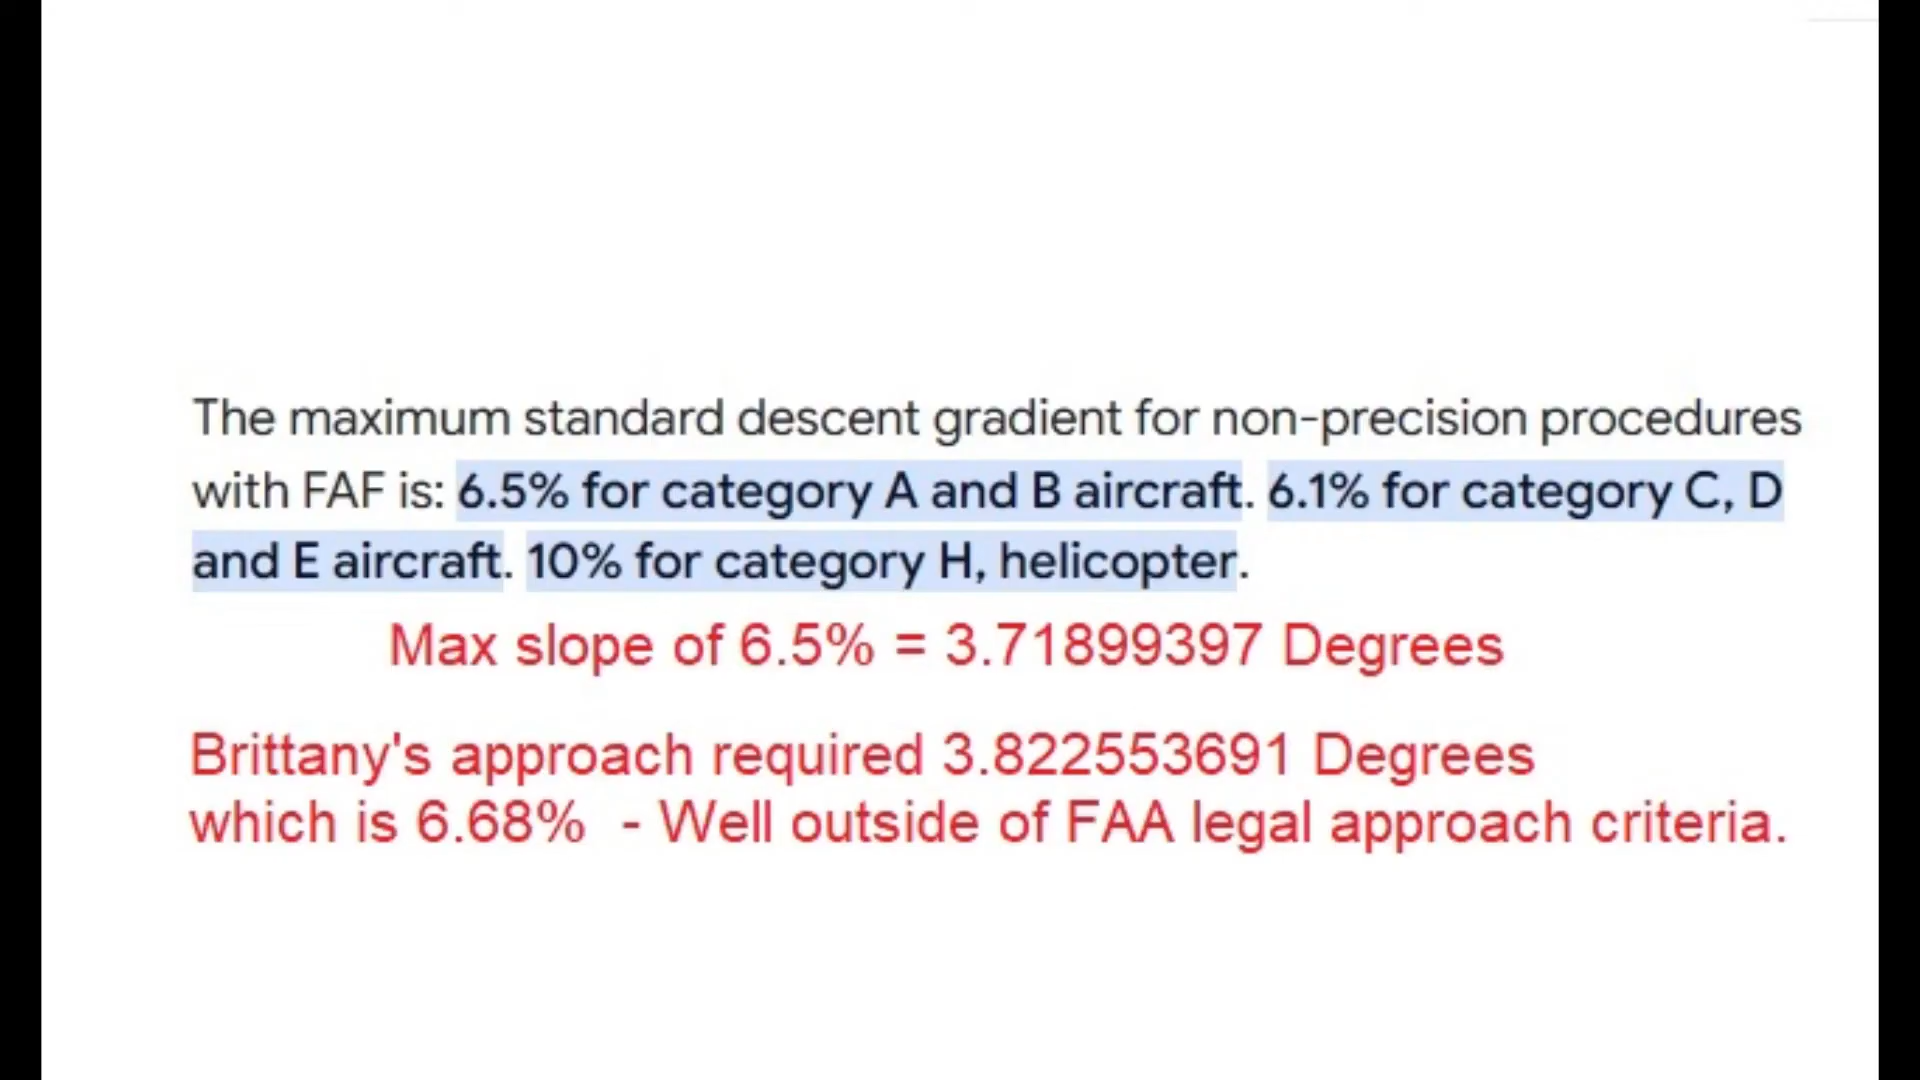 The maximum standard descent gradient for non-precision procedures
with FAF is: 6.5% for category A and B aircraft. 6.1% for category C, D
and E aircraft. 10% for category H, helicopter.
Max slope of 6.5% = 3.71899397 Degrees
Brittany's approach required 3.822553691 Degrees
which is 6.68% - Well outside of FAA legal approach criteria.